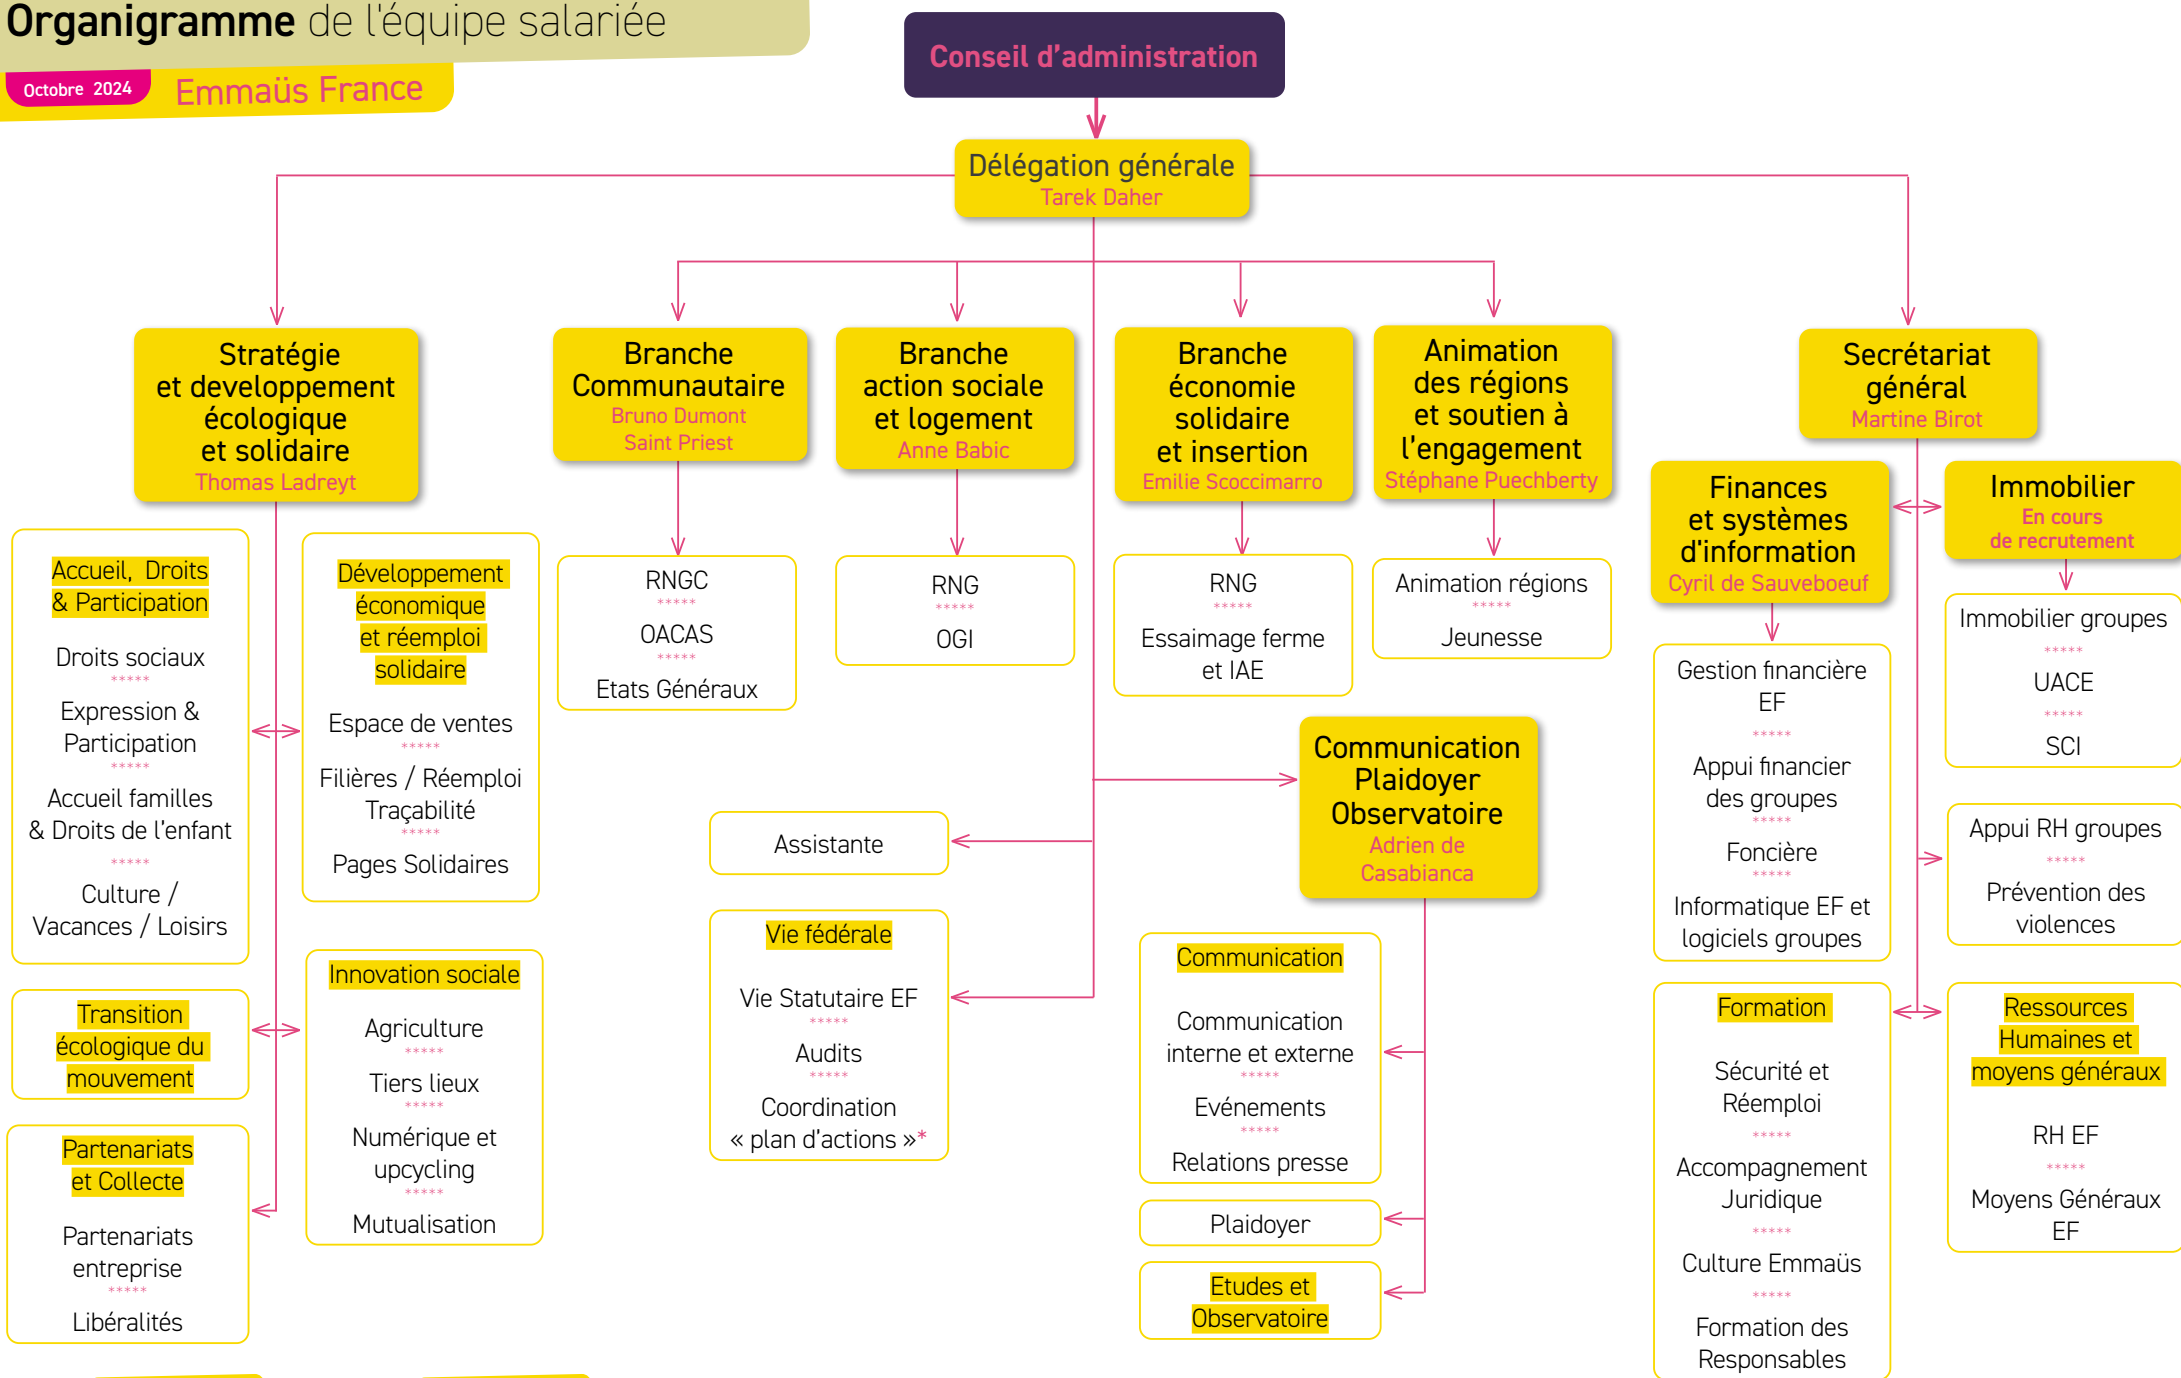 Organigramme de l'équipe salariée
Octobre 2024
Emmaüs France
Conseil d'administration
Délégation générale
Tarek Daher
Stratégie
et developpement
écologique
et solidaire
Thomas Ladreyt
Accueil, Droits
& Participation
Droits sociaux
*****
Expression &
Participation
*****
Accueil familles
& Droits de l'enfant
*****
Culture /
Vacances / Loisirs
Développement
économique
et réemploi
solidaire
Espace de ventes
*****
Filières / Réemploi
Traçabilité
*****
Pages Solidaires
Transition
écologique du
mouvement
Innovation sociale
Agriculture
*****
Tiers lieux
*****
Numérique et
upcycling
*****
Mutualisation
Partenariats
et Collecte
Partenariats
entreprise
*****
Libéralités
Branche
Communautaire
Bruno Dumont
Saint Priest
RNGC
*****
OACAS
*****
Etats Généraux
Branche
action sociale
et logement
Anne Babic
RNG
*****
OGI
Branche
économie
solidaire
et insertion
Emilie Scoccimarro
RNG
*****
Essaimage ferme
et IAE
Animation
des régions
et soutien à
l'engagement
Stéphane Puechberty
Animation régions
*****
Jeunesse
Assistante
Vie fédérale
Vie Statutaire EF
*****
Audits
*****
Coordination
« plan d'actions »*
Communication
Plaidoyer
Observatoire
Adrien de
Casabianca
Communication
Communication
interne et externe
*****
Evénements
*****
Relations presse
Plaidoyer
Etudes et
Observatoire
Secrétariat
général
Martine Birot
Finances
et systèmes
d'information
Cyril de Sauveboeuf
Gestion financière
EF
*****
Appui financier
des groupes
*****
Foncière
*****
Informatique EF et
logiciels groupes
Immobilier
En cours
de recrutement
Immobilier groupes
*****
UACE
*****
SCI
Appui RH groupes
*****
Prévention des
violences
Formation
Sécurité et
Réemploi
*****
Accompagnement
Juridique
*****
Culture Emmaüs
*****
Formation des
Responsables
Ressources
Humaines et
moyens généraux
RH EF
*****
Moyens Généraux
EF